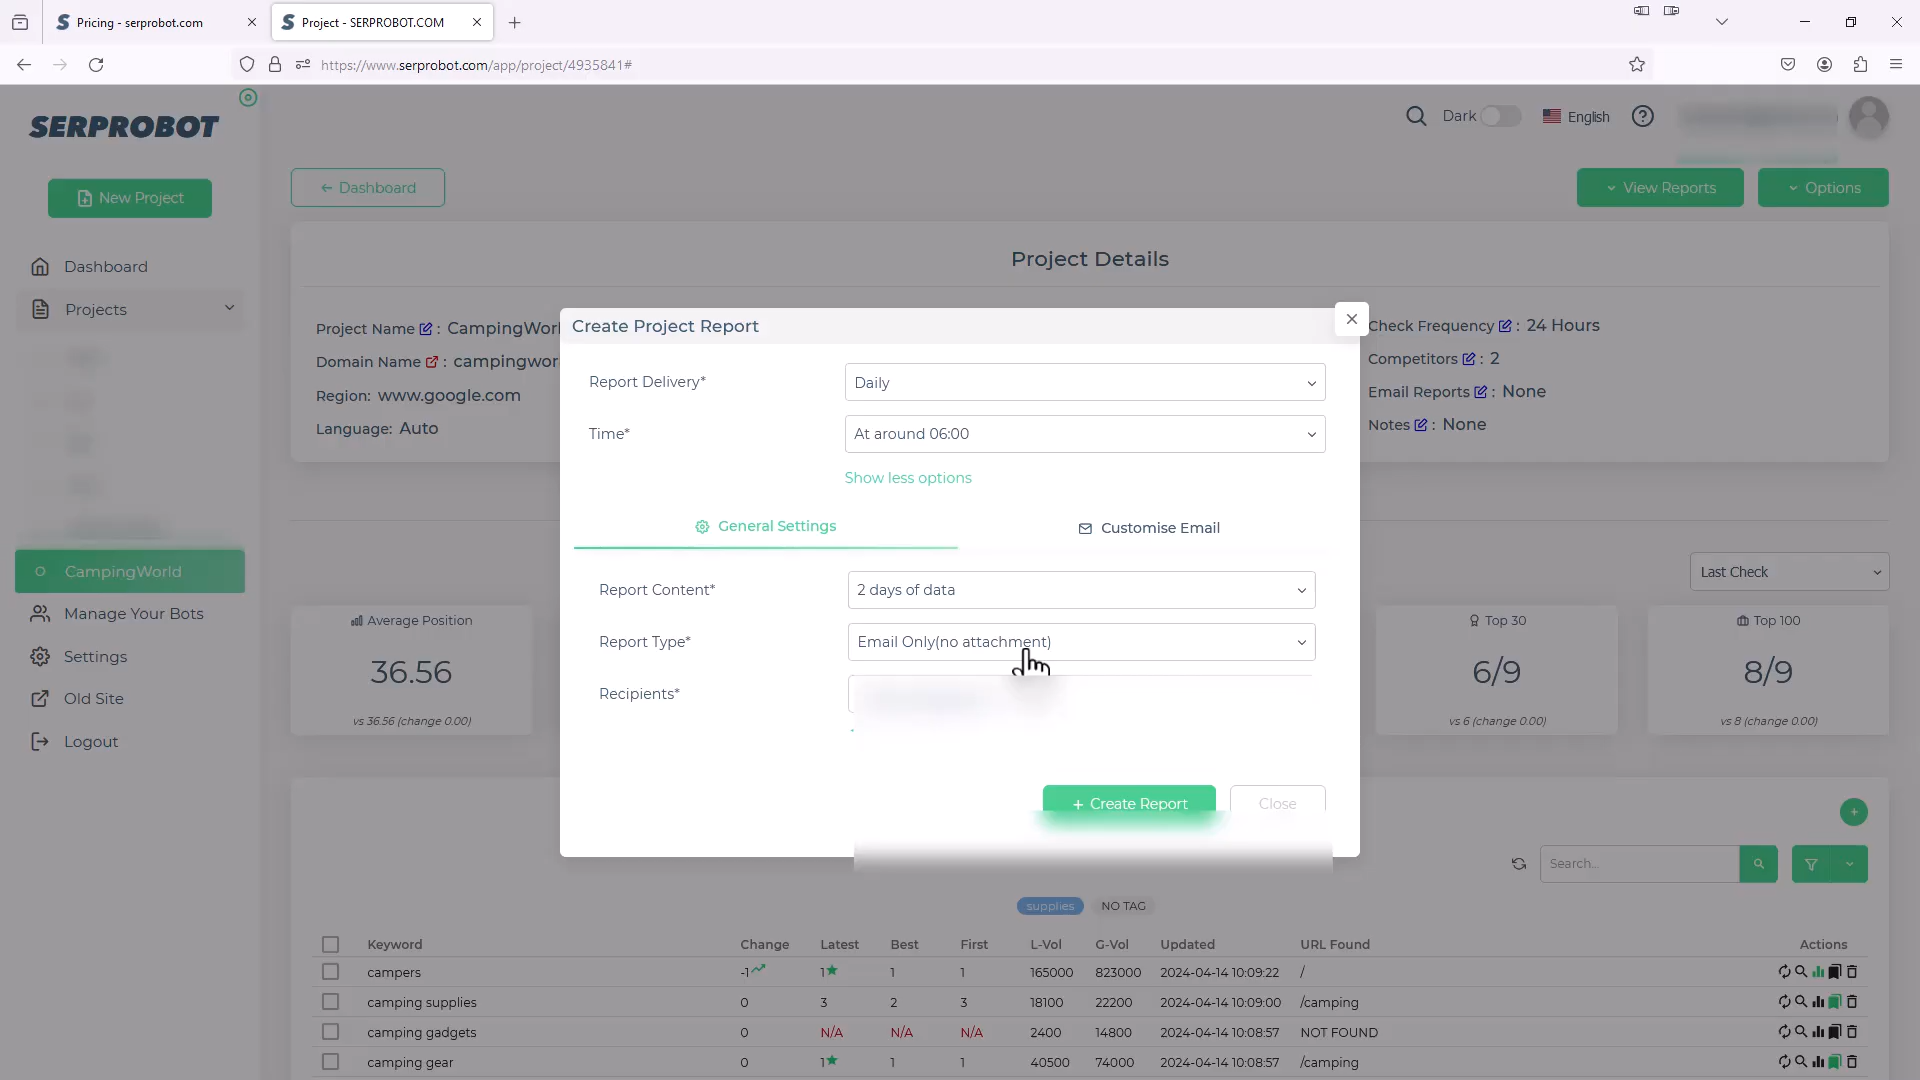 Pricing - serprobot.com
Project - SERPROBOT.COM
https://www.serprobot.com/app/project/4935841#
SERPROBOT
Dark
English
New Project
← Dashboard
View Reports
Options
Dashboard
Projects
CampingWorld
Manage Your Bots
Settings
Old Site
Logout
Project Details
Project Name : CampingWorl
Domain Name : campingwor
Region: www.google.com
Language: Auto
Check Frequency : 24 Hours
Competitors : 2
Email Reports : None
Notes : None
Create Project Report
Report Delivery* Daily
Time* At around 06:00
Show less options
General Settings
Customise Email
Report Content* 2 days of data
Report Type* Email Only(no attachment)
Recipients*
+ Create Report
Close
Last Check
Average Position
36.56
vs 36.56 (change 0.00)
Top 30
6/9
vs 6 (change 0.00)
Top 100
8/9
vs 8 (change 0.00)
Search...
supplies NO TAG
Keyword Change Latest Best First L-Vol G-Vol Updated URL Found Actions
campers -1 1 1 1 165000 823000 2024-04-14 10:09:22 /
camping supplies 0 3 2 3 18100 22200 2024-04-14 10:09:00 /camping
camping gadgets 0 N/A N/A N/A 2400 14800 2024-04-14 10:08:57 NOT FOUND
camping gear 0 1 1 1 40500 74000 2024-04-14 10:08:57 /camping